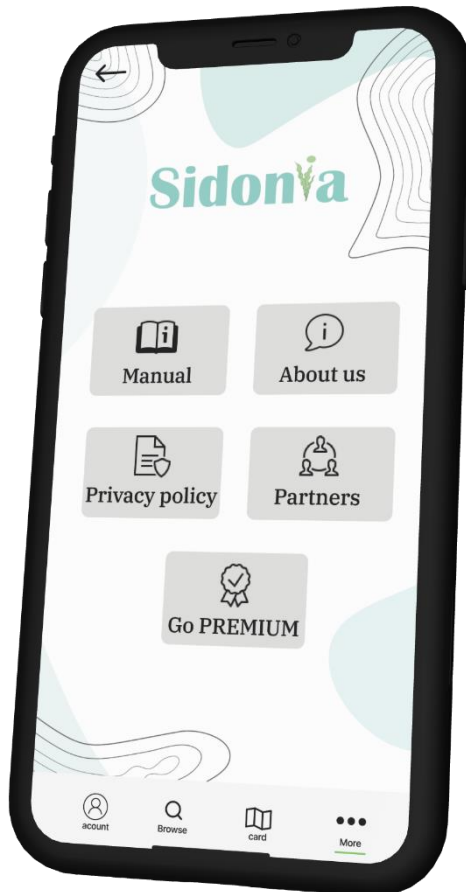 Sidonia
Manual
About us
Privacy policy
Partners
Go PREMIUM
acount
Browse
card
More